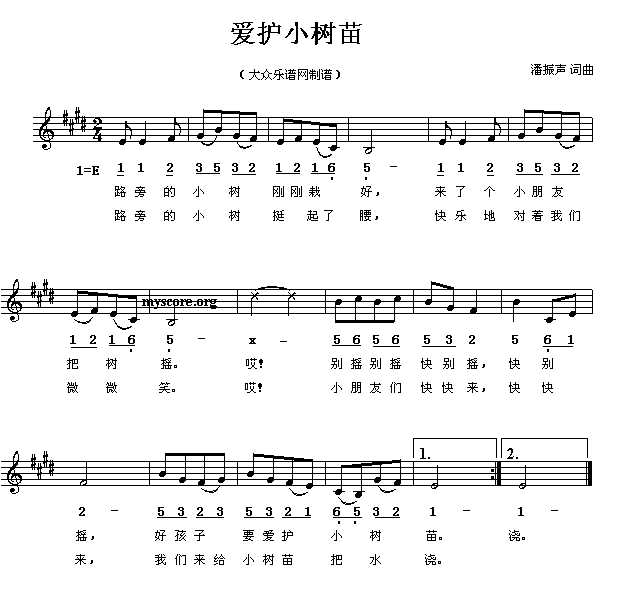 爱护小树苗
（大众乐谱网制谱）
潘振声 词曲
2/4
1=E 1 1 2 3 5 3 2 1 2 1 6 5 - 1 1 2 3 5 3 2
路旁的小树 刚刚栽 好， 来了个 小朋友
路旁的小树 挺起了 腰， 快乐地 对着我们
myscore.org
1 2 1 6 5 - x - 5 6 5 6 5 3 2 5 6 1
把 树 摇。 哎！ 别摇别摇 快别摇， 快 别
微 微 笑。 哎！ 小朋友们 快快来， 快 快
1. 2.
2 - 5 3 2 3 5 3 2 1 6 5 3 2 1 - 1 -
摇， 好孩子 要爱护 小 树 苗。 浇。
来， 我们来给 小树苗 把 水 浇。